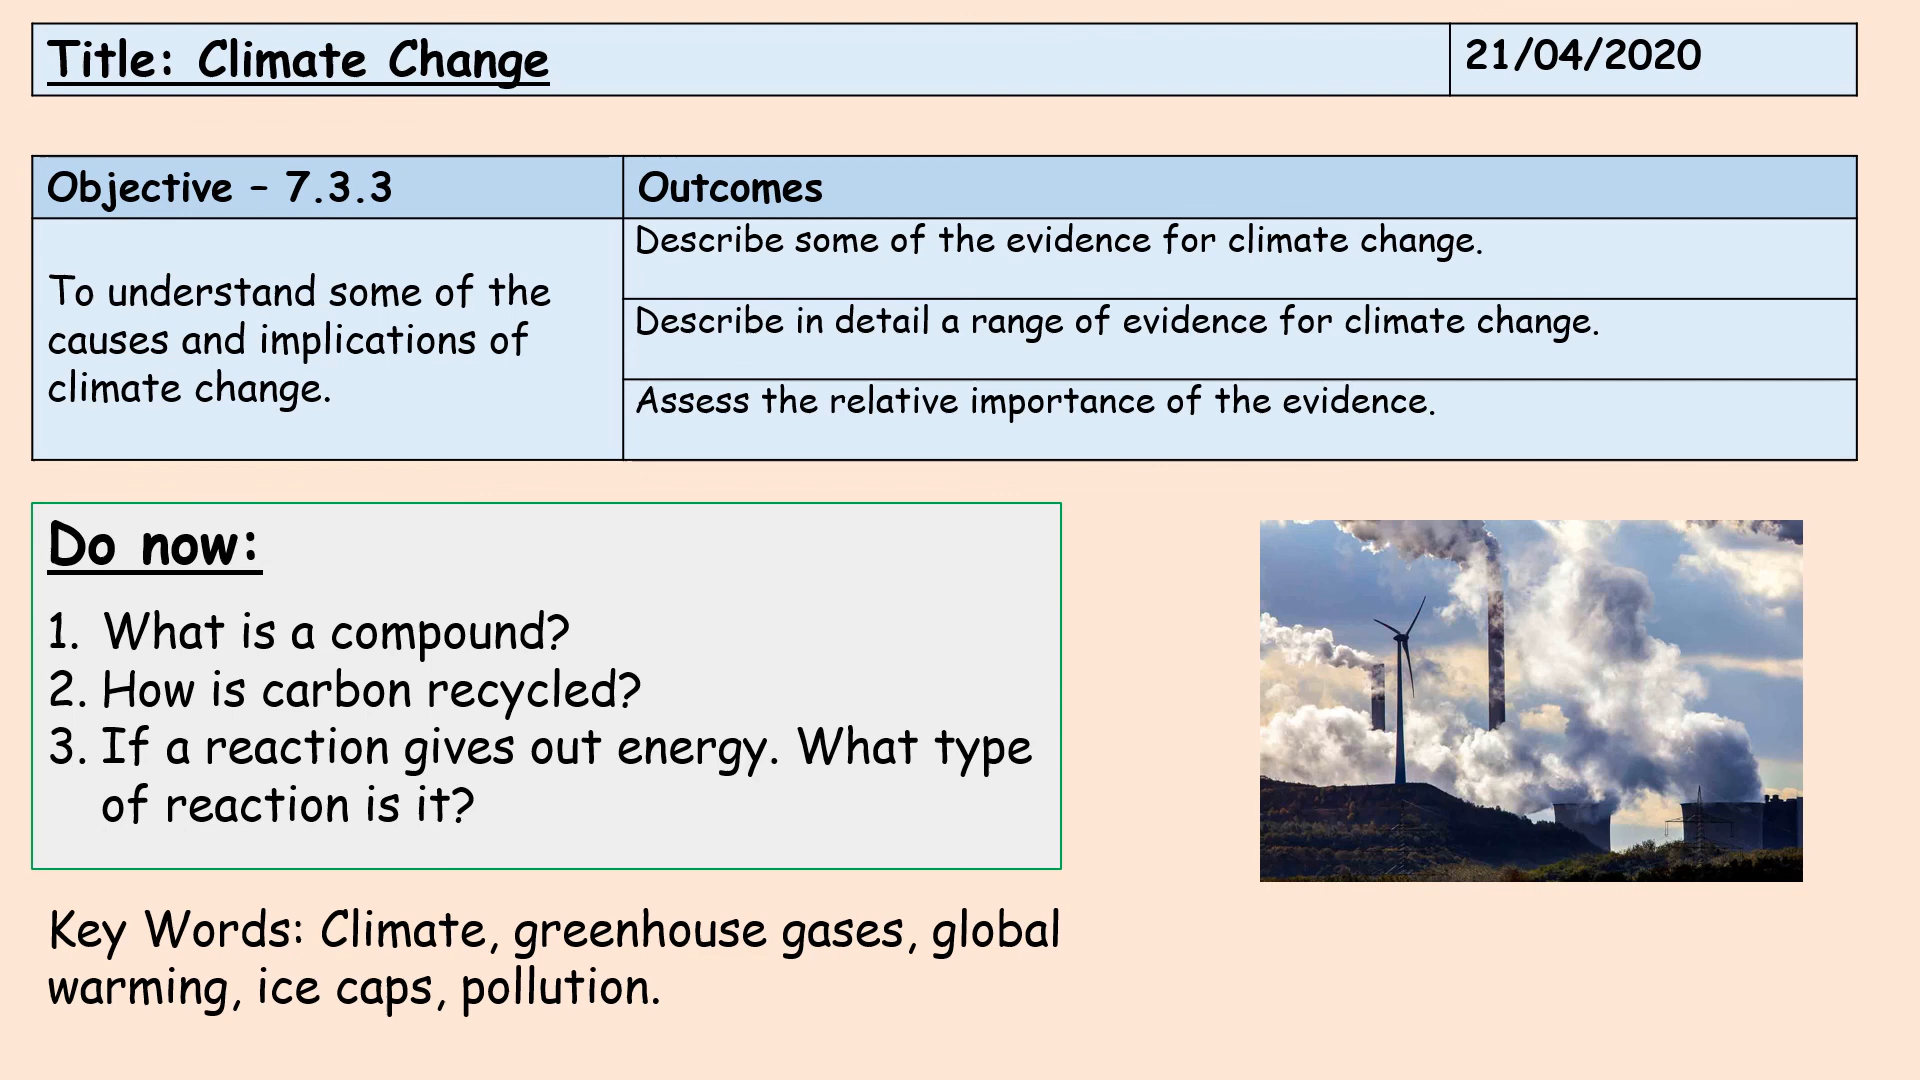 Title: Climate Change
21/04/2020
Objective – 7.3.3
Outcomes
To understand some of the
causes and implications of
climate change.
Describe some of the evidence for climate change.
Describe in detail a range of evidence for climate change.
Assess the relative importance of the evidence.
Do now:
1. What is a compound?
2. How is carbon recycled?
3. If a reaction gives out energy. What type
of reaction is it?
Key Words: Climate, greenhouse gases, global
warming, ice caps, pollution.